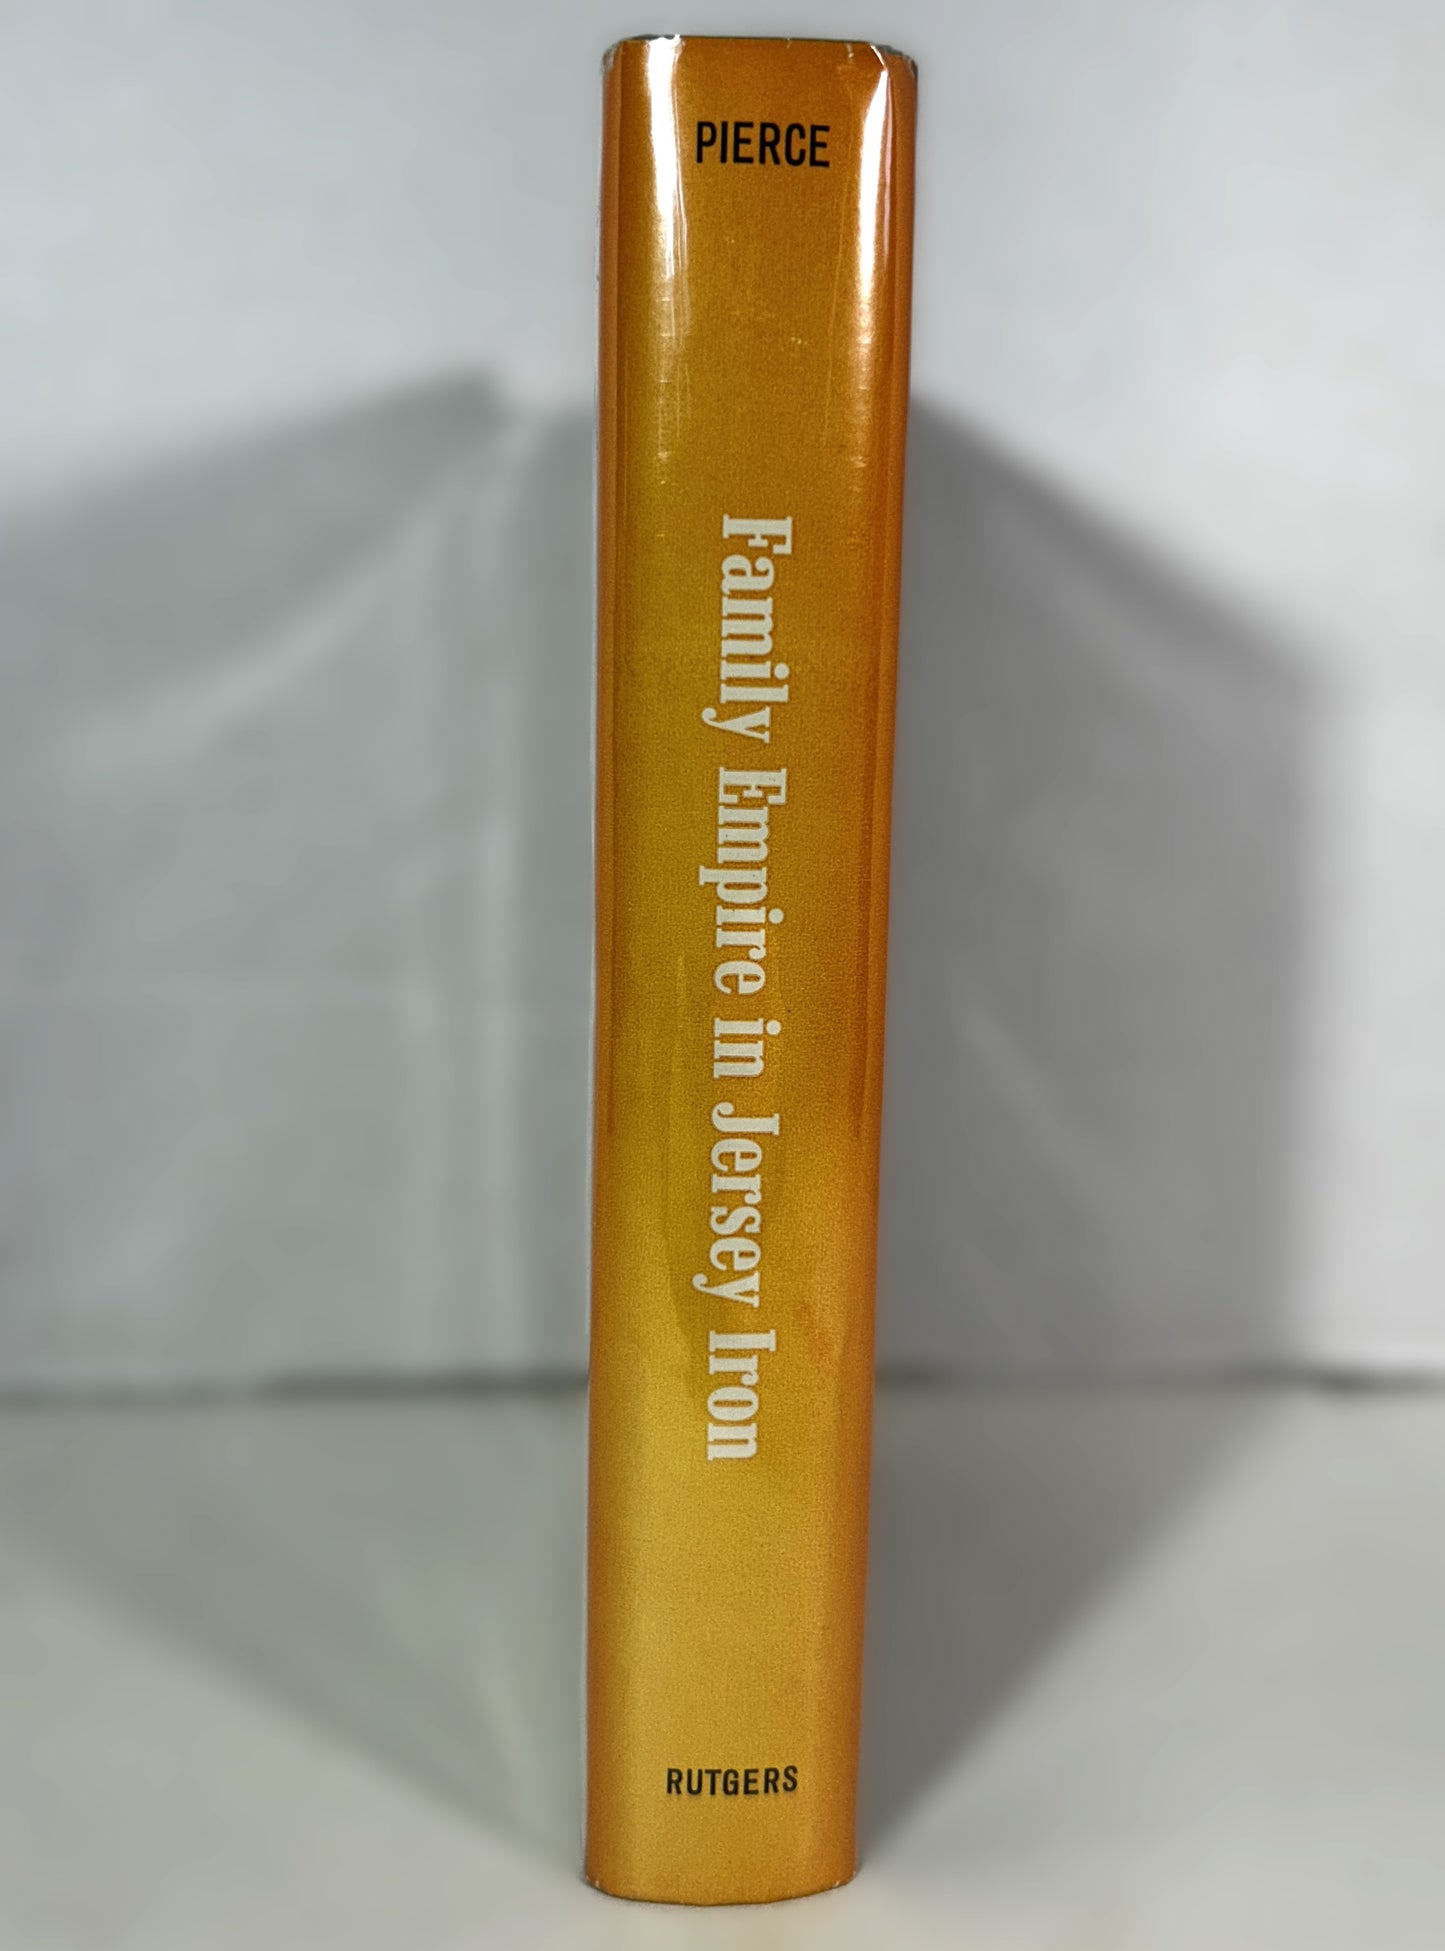 PIERCE
Family Empire in Jersey Iron
RUTGERS